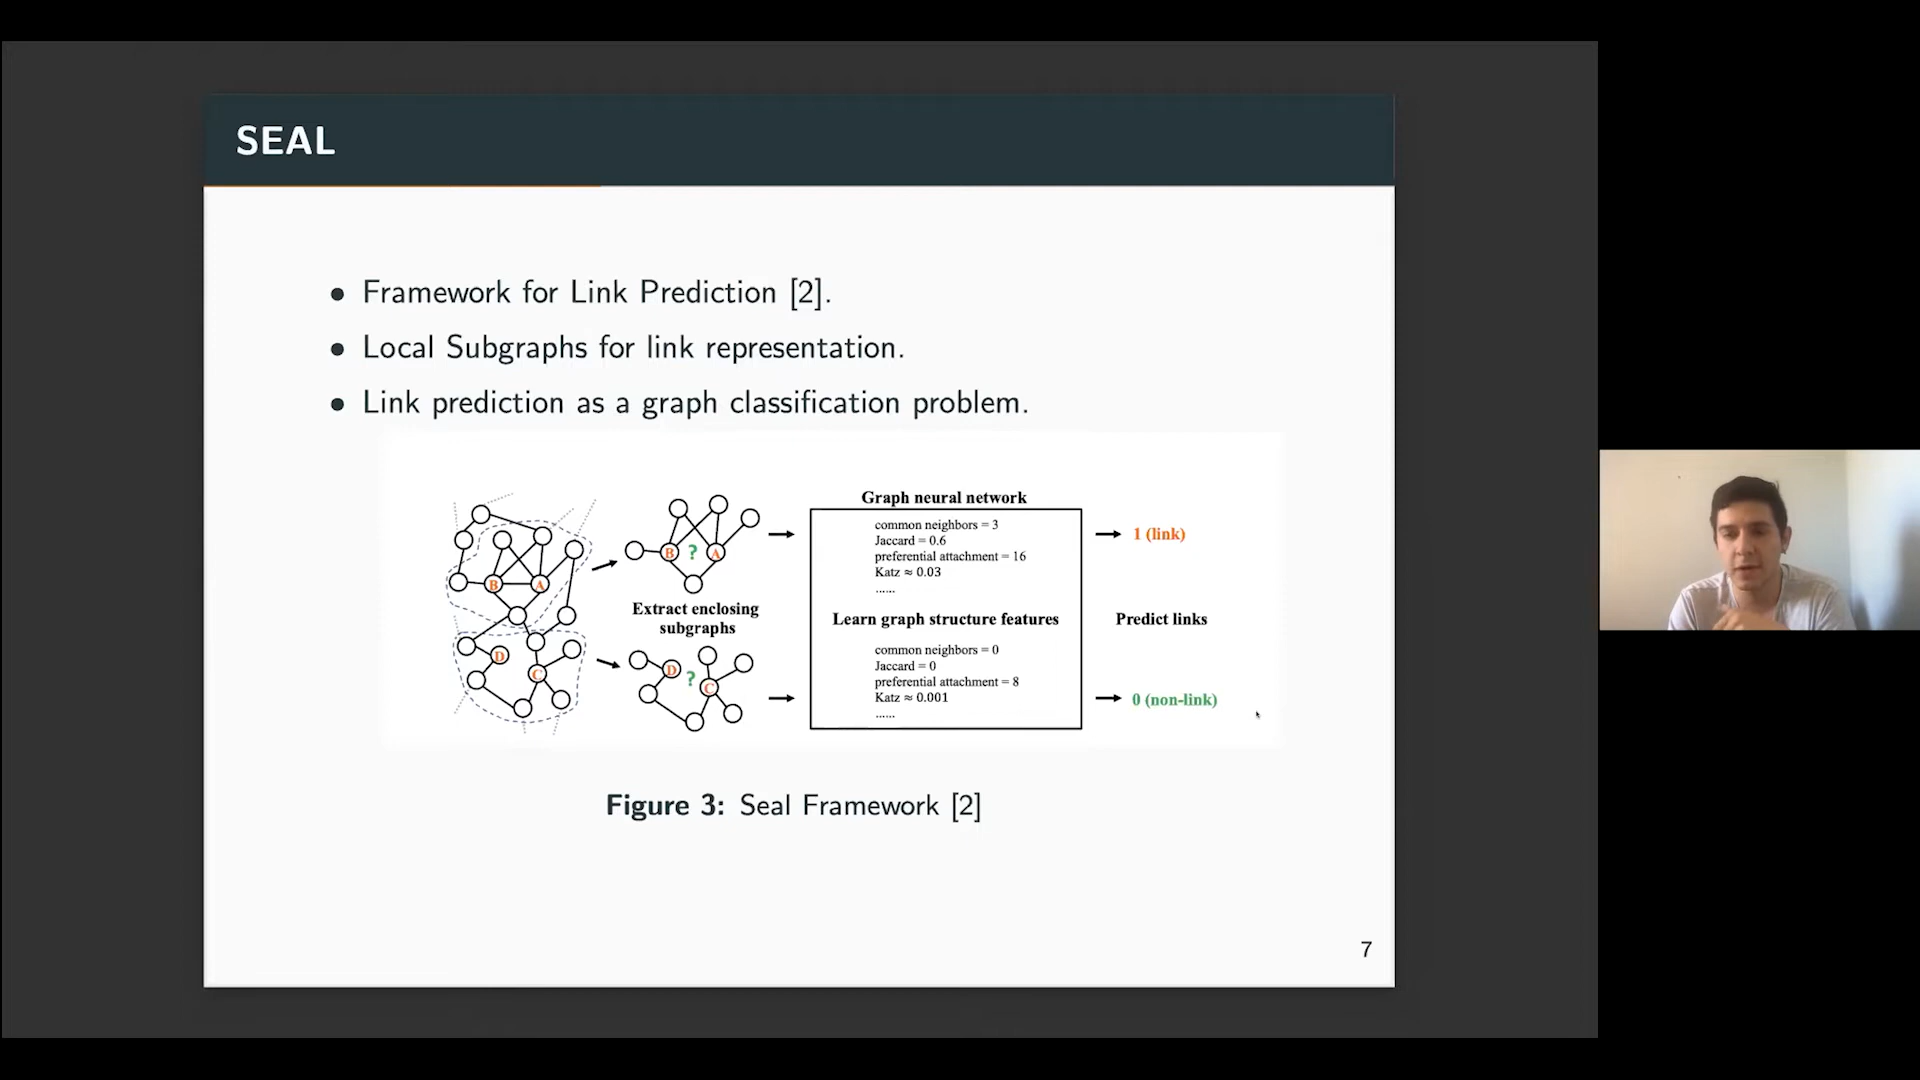 SEAL
• Framework for Link Prediction [2].
• Local Subgraphs for link representation.
• Link prediction as a graph classification problem.
B
A
D
C
B ? A
Extract enclosing
subgraphs
D ? C
Graph neural network
common neighbors = 3
Jaccard = 0.6
preferential attachment = 16
Katz ≈ 0.03
......
Learn graph structure features
common neighbors = 0
Jaccard = 0
preferential attachment = 8
Katz ≈ 0.001
......
1 (link)
Predict links
0 (non-link)
Figure 3: Seal Framework [2]
7